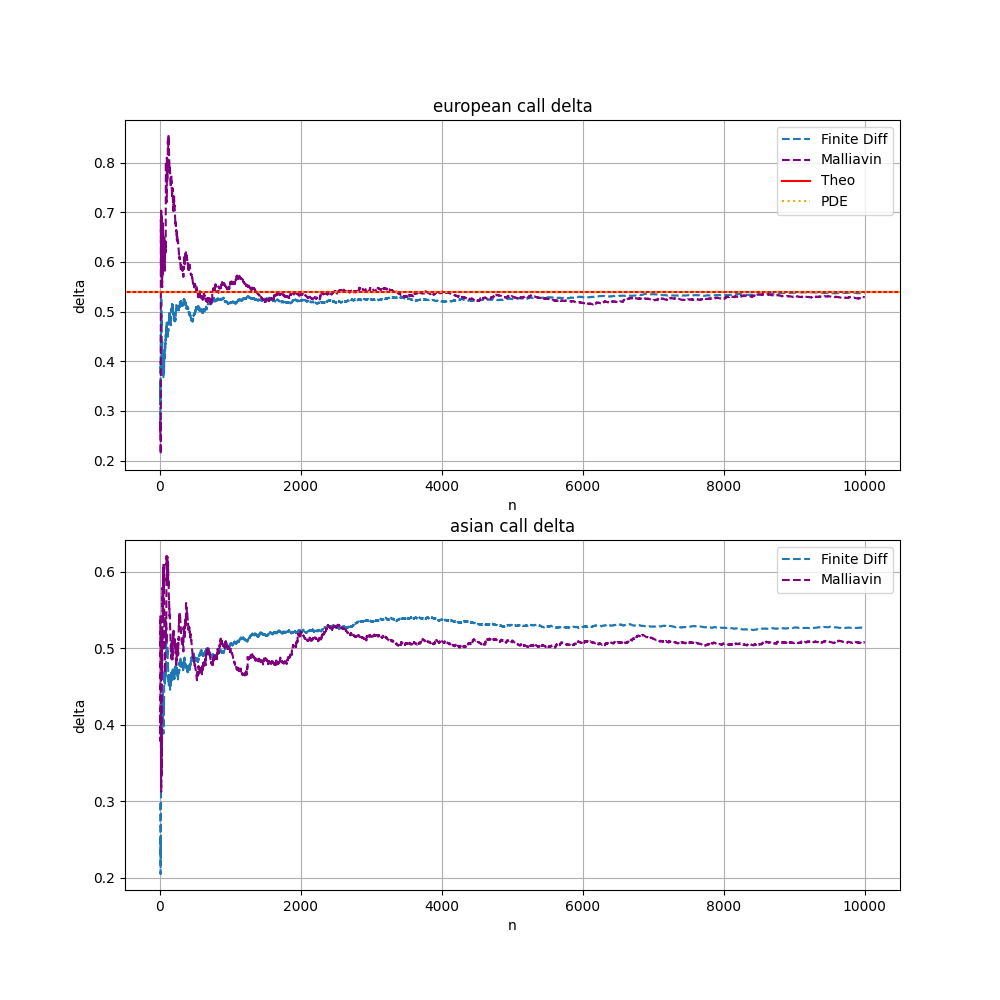 european call delta
delta
0.8
0.7
0.6
0.5
0.4
0.3
0.2
Finite Diff
Malliavin
Theo
PDE
0 2000 4000 6000 8000 10000
n
asian call delta
delta
0.6
0.5
0.4
0.3
0.2
Finite Diff
Malliavin
0 2000 4000 6000 8000 10000
n